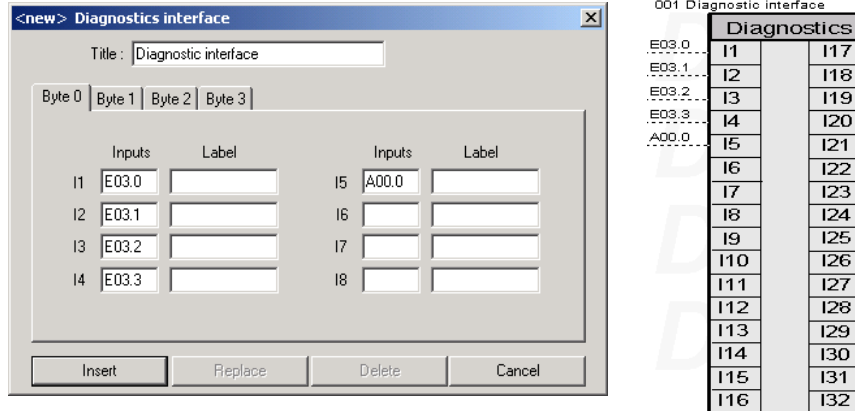 <new> Diagnostics interface
Title : Diagnostic interface
Byte 0 Byte 1 Byte 2 Byte 3
Inputs Label Inputs Label
I1 E03.0 I5 A00.0
I2 E03.1 I6
I3 E03.2 I7
I4 E03.3 I8
Insert Replace Delete Cancel
001 Diagnostic interface
Diagnostics
E03.0 I1 I17
E03.1 I2 I18
E03.2 I3 I19
E03.3 I4 I20
A00.0 I5 I21
I6 I22
I7 I23
I8 I24
I9 I25
I10 I26
I11 I27
I12 I28
I13 I29
I14 I30
I15 I31
I16 I32